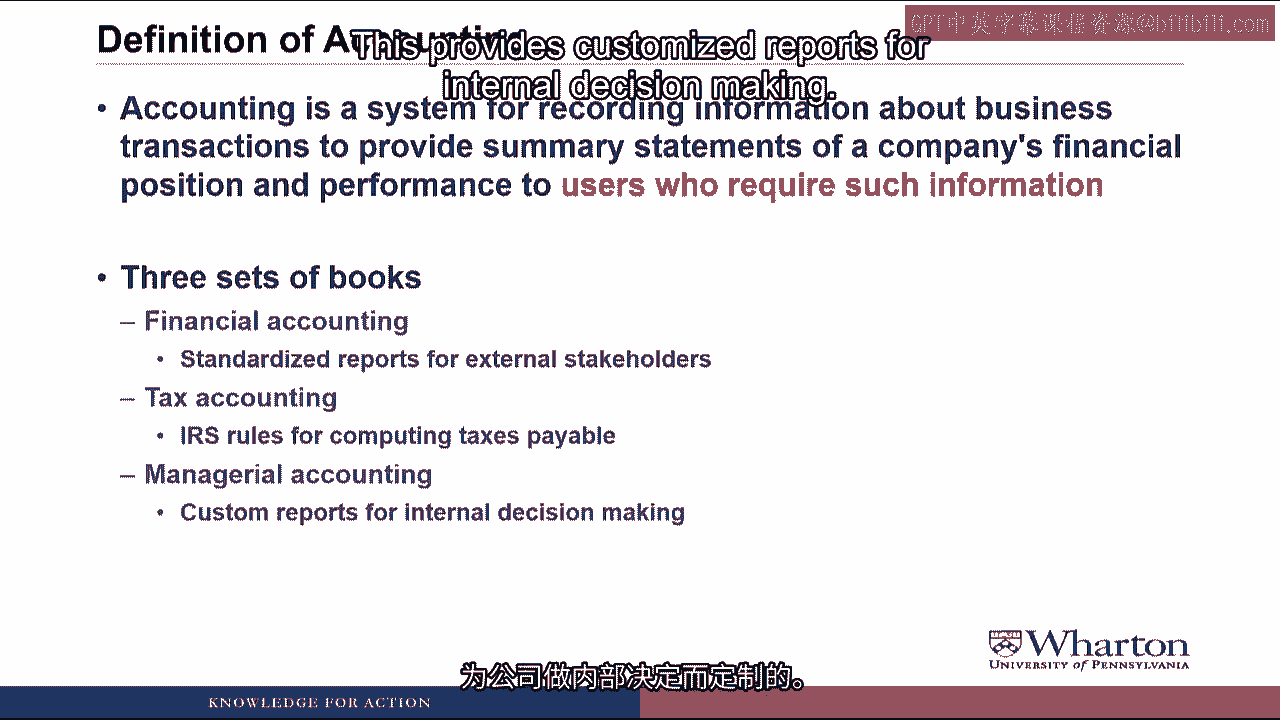 GPT中英字幕课程资源@bilibili.com
Definition of Accounting
This provides customized reports for
internal decision making.
• Accounting is a system for recording information about business
transactions to provide summary statements of a company's financial
position and performance to users who require such information
• Three sets of books
– Financial accounting
• Standardized reports for external stakeholders
– Tax accounting
• IRS rules for computing taxes payable
– Managerial accounting
• Custom reports for internal decision making
Wharton
UNIVERSITY of PENNSYLVANIA
为公司做内部决定而定制的。
KNOWLEDGE FOR ACTION